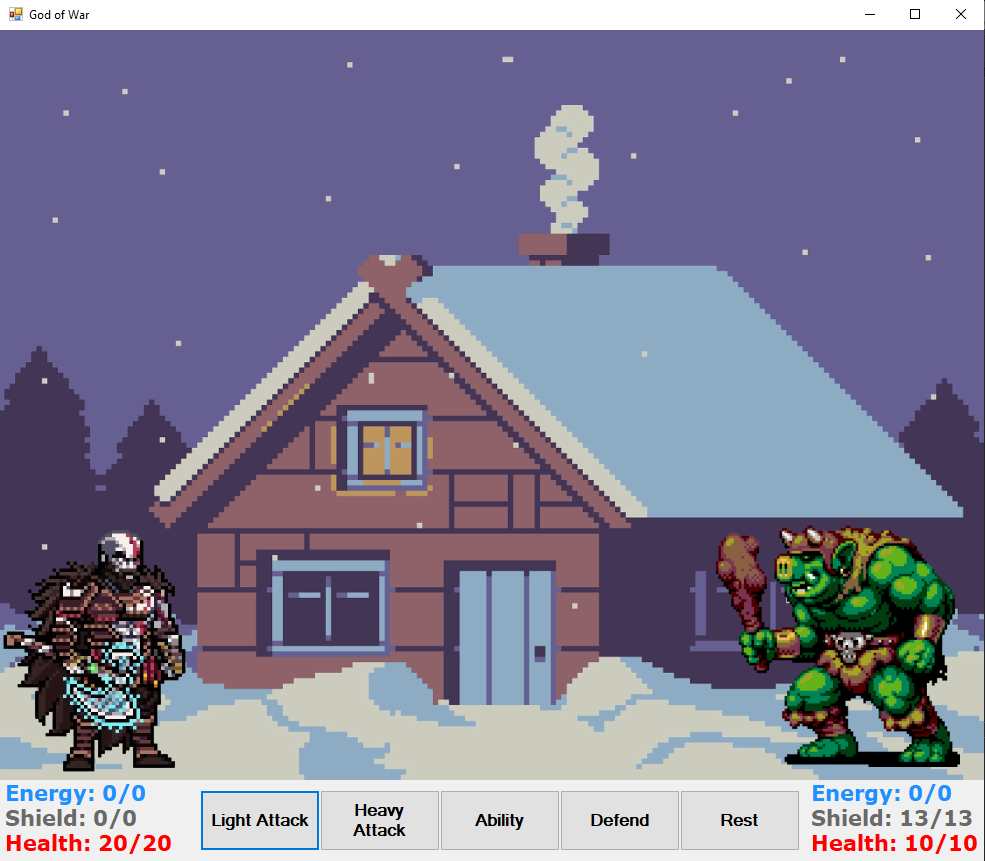 God of War
Energy: 0/0
Shield: 0/0
Health: 20/20
Light Attack
Heavy
Attack
Ability
Defend
Rest
Energy: 0/0
Shield: 13/13
Health: 10/10